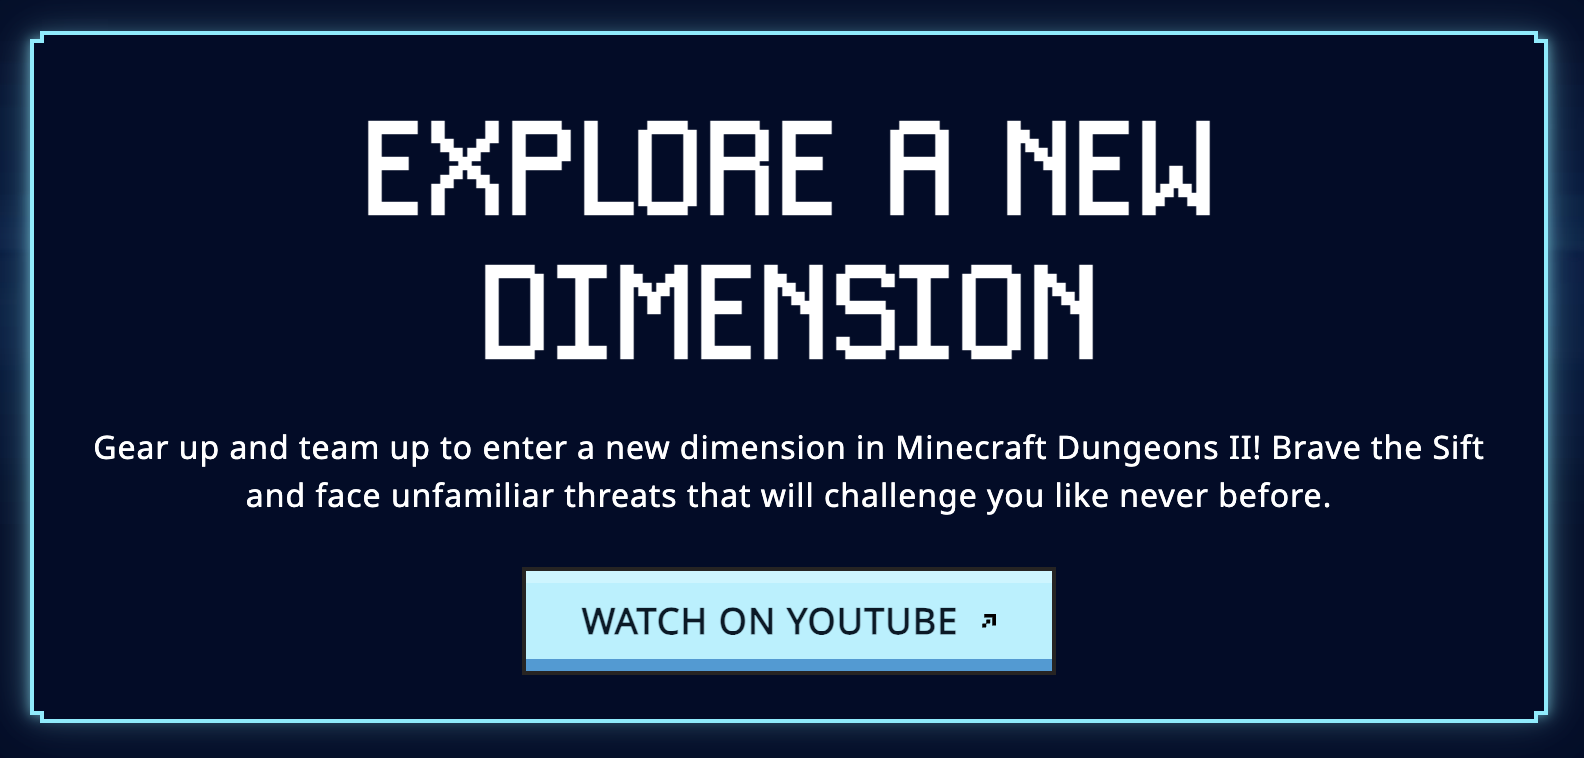 EXPLORE A NEW
DIMENSION
Gear up and team up to enter a new dimension in Minecraft Dungeons II! Brave the Sift
and face unfamiliar threats that will challenge you like never before.
WATCH ON YOUTUBE